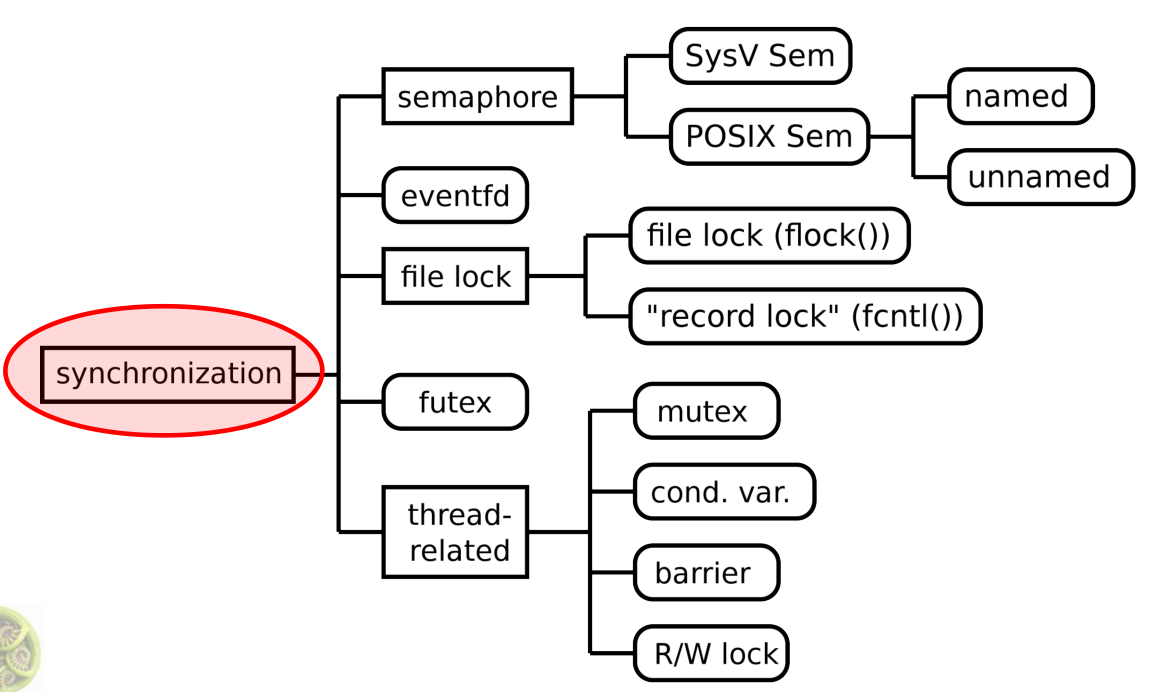 synchronization
semaphore
SysV Sem
POSIX Sem
named
unnamed
eventfd
file lock
file lock (flock())
"record lock" (fcntl())
futex
thread-
related
mutex
cond. var.
barrier
R/W lock